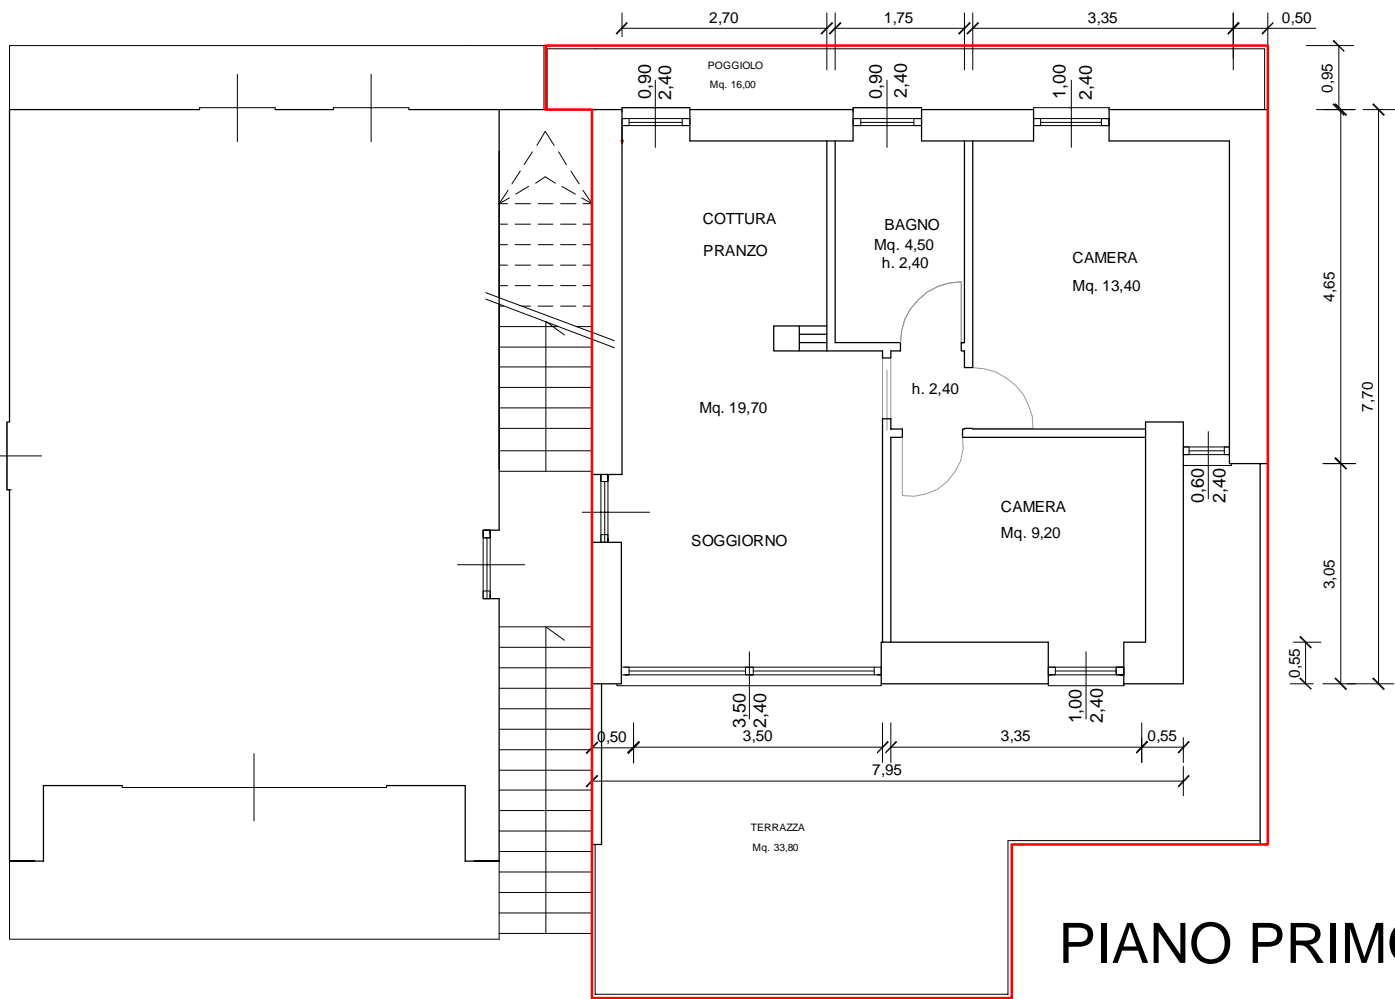 2,70
1,75
3,35
0,50
POGGIOLO
Mq. 16,00
0,90
2,40
0,90
2,40
1,00
2,40
0,95
COTTURA
PRANZO
BAGNO
Mq. 4,50
h. 2,40
CAMERA
Mq. 13,40
4,65
7,70
h. 2,40
Mq. 19,70
CAMERA
Mq. 9,20
0,60
2,40
SOGGIORNO
3,05
0,55
3,50
2,40
1,00
2,40
0,50
3,50
3,35
0,55
7,95
TERRAZZA
Mq. 33,80
PIANO PRIMO